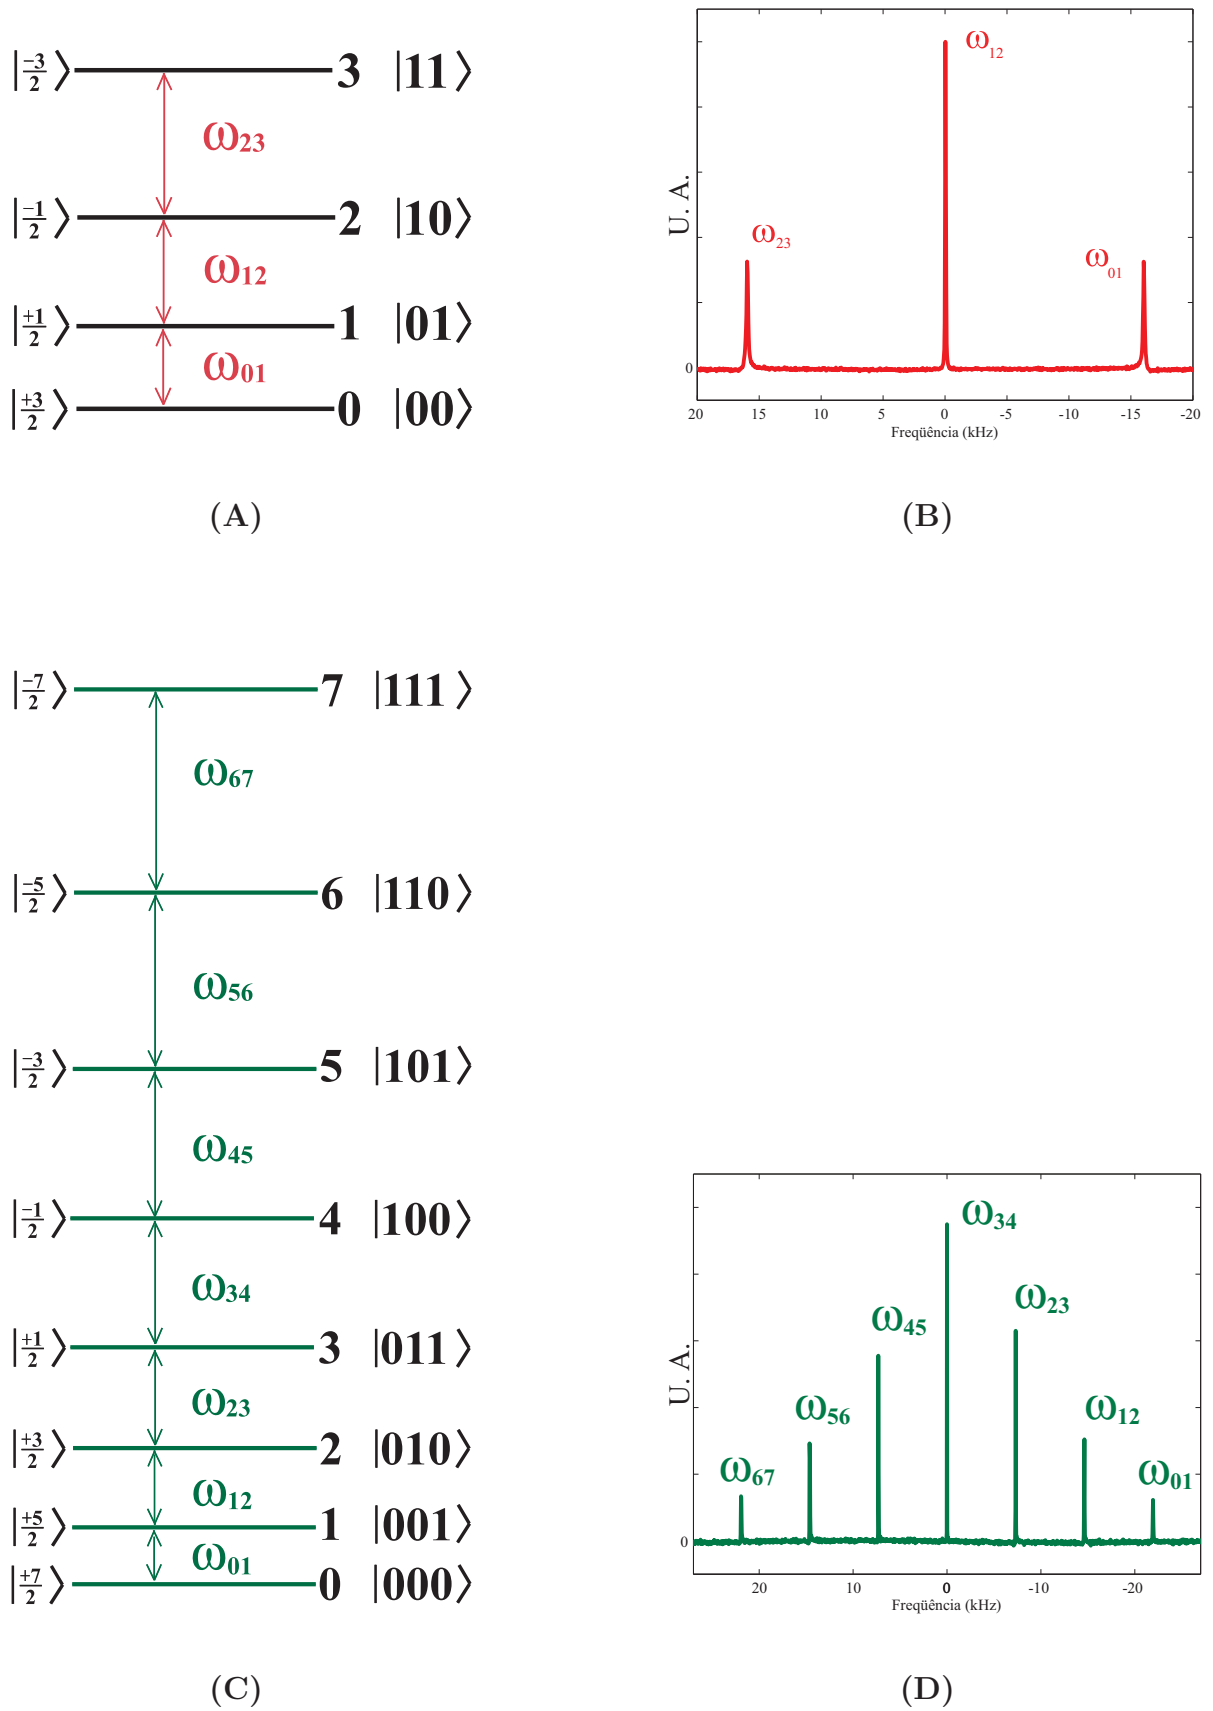 |−3/2⟩ 3 |11⟩
ω23
|−1/2⟩ 2 |10⟩
ω12
|+1/2⟩ 1 |01⟩
ω01
|+3/2⟩ 0 |00⟩
(A)
ω12
ω23
ω01
U. A.
0
20 15 10 5 0 -5 -10 -15 -20
Freqüência (kHz)
(B)
|−7/2⟩ 7 |111⟩
ω67
|−5/2⟩ 6 |110⟩
ω56
|−3/2⟩ 5 |101⟩
ω45
|−1/2⟩ 4 |100⟩
ω34
|+1/2⟩ 3 |011⟩
ω23
|+3/2⟩ 2 |010⟩
ω12
|+5/2⟩ 1 |001⟩
ω01
|+7/2⟩ 0 |000⟩
(C)
ω34
ω23
ω45
ω56
ω12
ω67
ω01
U. A.
0
20 10 0 -10 -20
Freqüência (kHz)
(D)